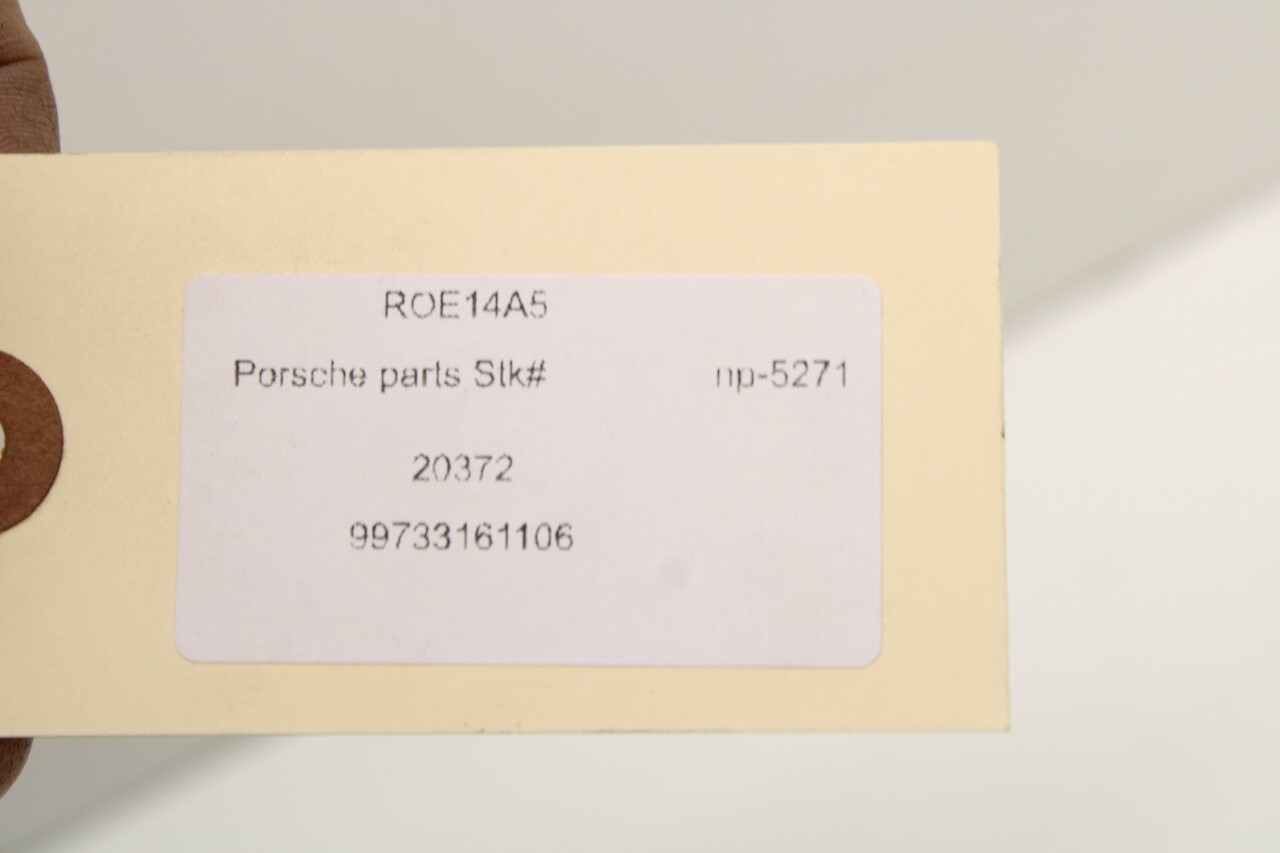 ROE14A5
Porsche parts Stk# np-5271
20372
99733161106